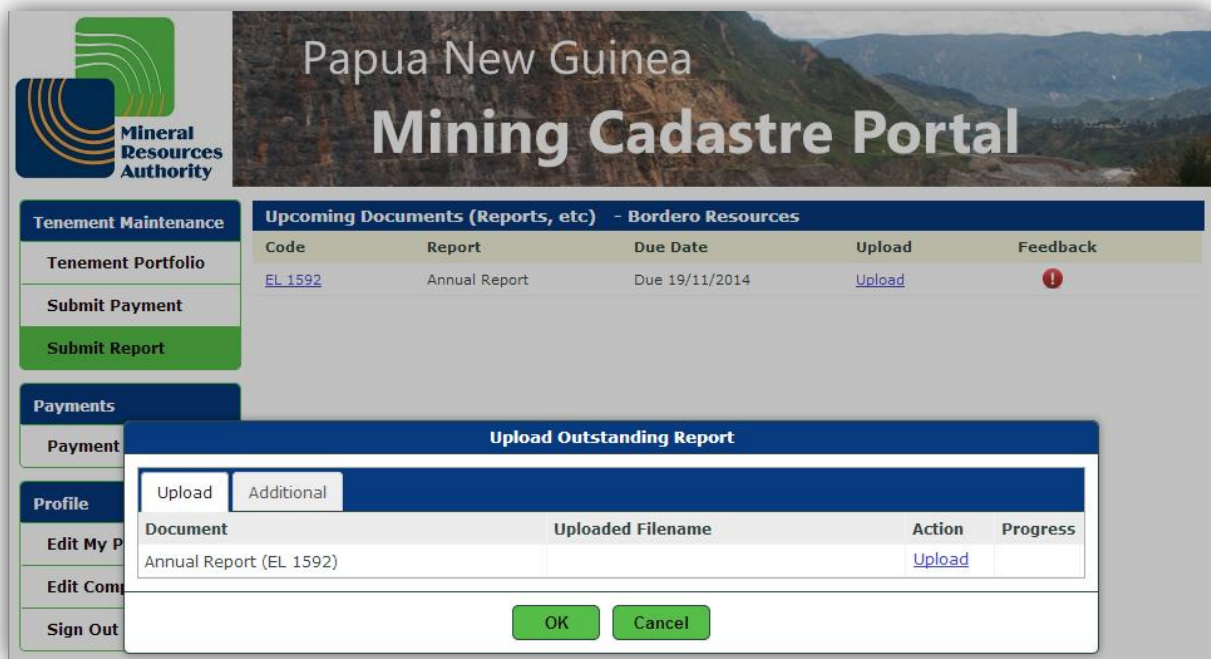 Papua New Guinea
Mining Cadastre Portal
Mineral
Resources
Authority
Tenement Maintenance
Tenement Portfolio
Submit Payment
Submit Report
Payments
Payment
Profile
Edit My P
Edit Comp
Sign Out
Upcoming Documents (Reports, etc) - Bordero Resources
Code Report Due Date Upload Feedback
EL 1592 Annual Report Due 19/11/2014 Upload
Upload Outstanding Report
Upload Additional
Document Uploaded Filename Action Progress
Annual Report (EL 1592) Upload
OK Cancel